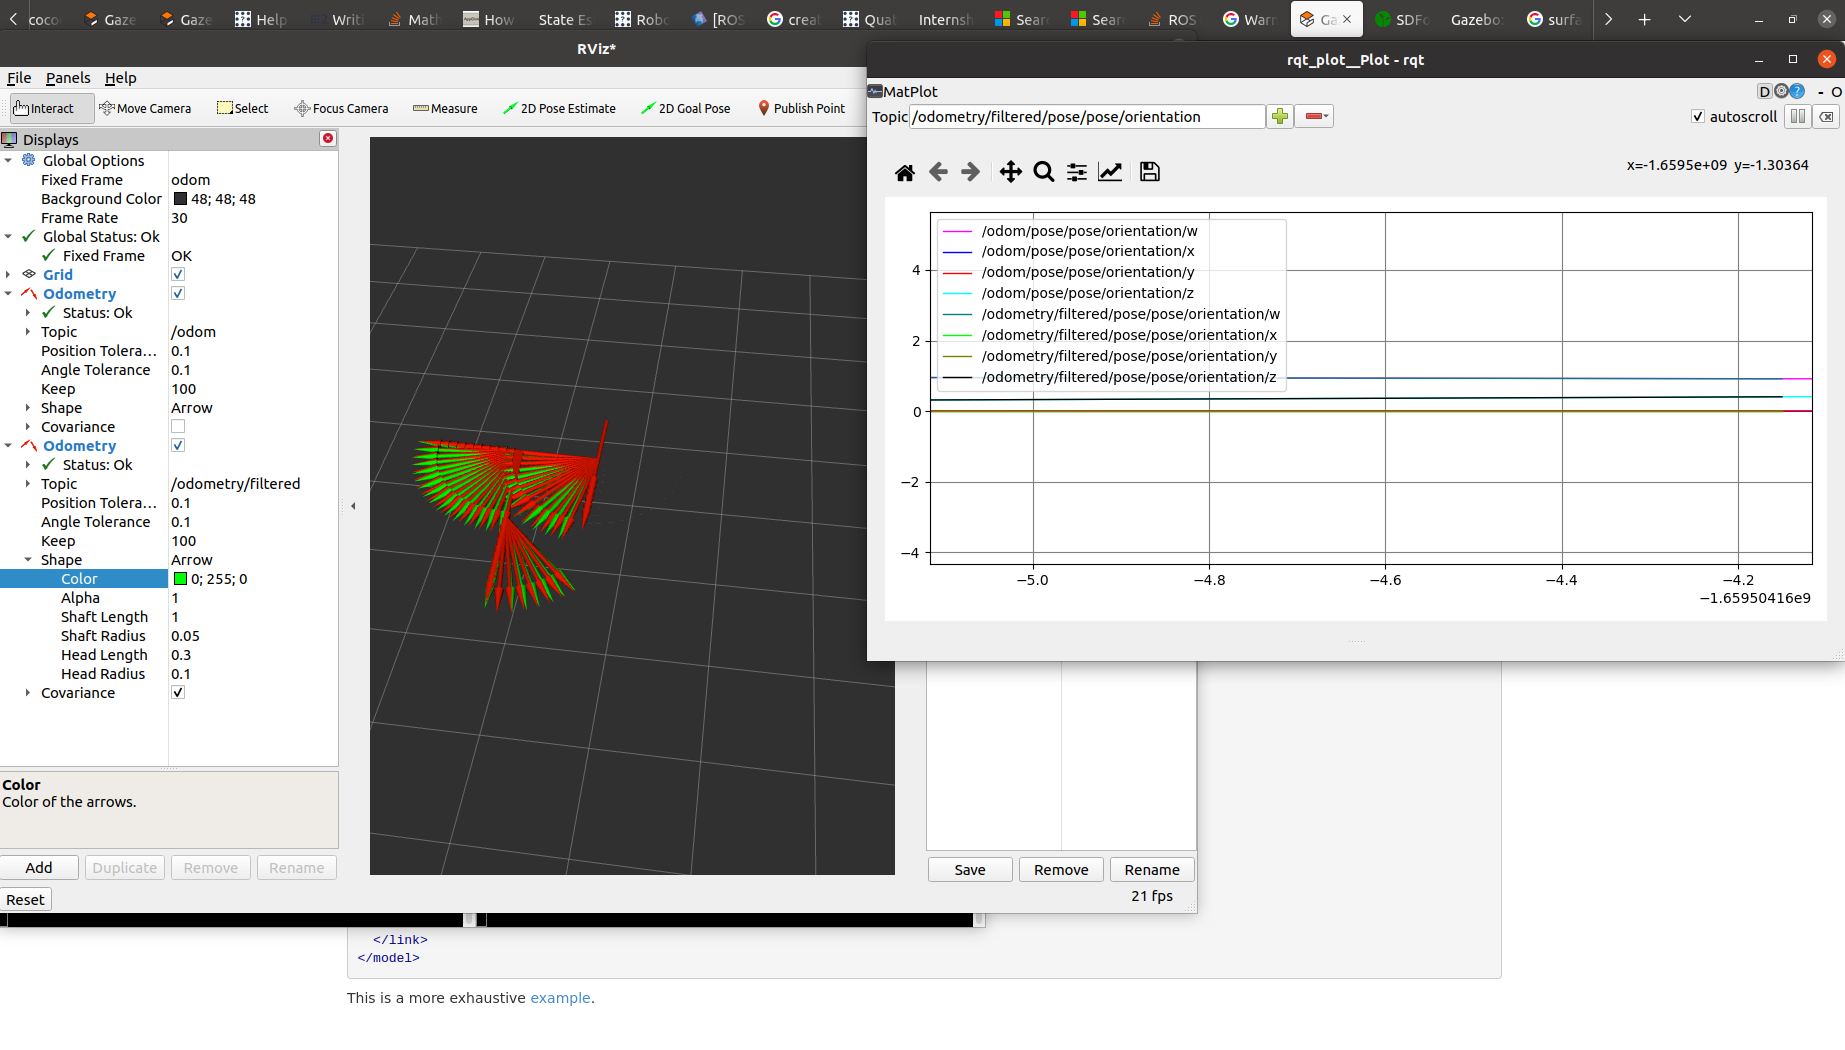 coco Gaze Gaze Help Writi Math How State Es Robo [ROS creat Quat Internsh Sear Sear ROS Warn Ga SDFo Gazebo: surfa
RViz*
File Panels Help
Interact Move Camera Select Focus Camera Measure 2D Pose Estimate 2D Goal Pose Publish Point
Displays
Global Options
Fixed Frame odom
Background Color 48; 48; 48
Frame Rate 30
Global Status: Ok
Fixed Frame OK
Grid
Odometry
Status: Ok
Topic /odom
Position Tolera... 0.1
Angle Tolerance 0.1
Keep 100
Shape Arrow
Covariance
Odometry
Status: Ok
Topic /odometry/filtered
Position Tolera... 0.1
Angle Tolerance 0.1
Keep 100
Shape Arrow
Color 0; 255; 0
Alpha 1
Shaft Length 1
Shaft Radius 0.05
Head Length 0.3
Head Radius 0.1
Covariance
Color
Color of the arrows.
Add Duplicate Remove Rename
Reset
rqt_plot__Plot - rqt
MatPlot D ? - O
Topic /odometry/filtered/pose/pose/orientation autoscroll
x=-1.6595e+09 y=-1.30364
/odom/pose/pose/orientation/w
/odom/pose/pose/orientation/x
/odom/pose/pose/orientation/y
/odom/pose/pose/orientation/z
/odometry/filtered/pose/pose/orientation/w
/odometry/filtered/pose/pose/orientation/x
/odometry/filtered/pose/pose/orientation/y
/odometry/filtered/pose/pose/orientation/z
4
2
0
−2
−4
−5.0 −4.8 −4.6 −4.4 −4.2
−1.65950416e9
Save Remove Rename
21 fps
</link>
</model>
This is a more exhaustive example.